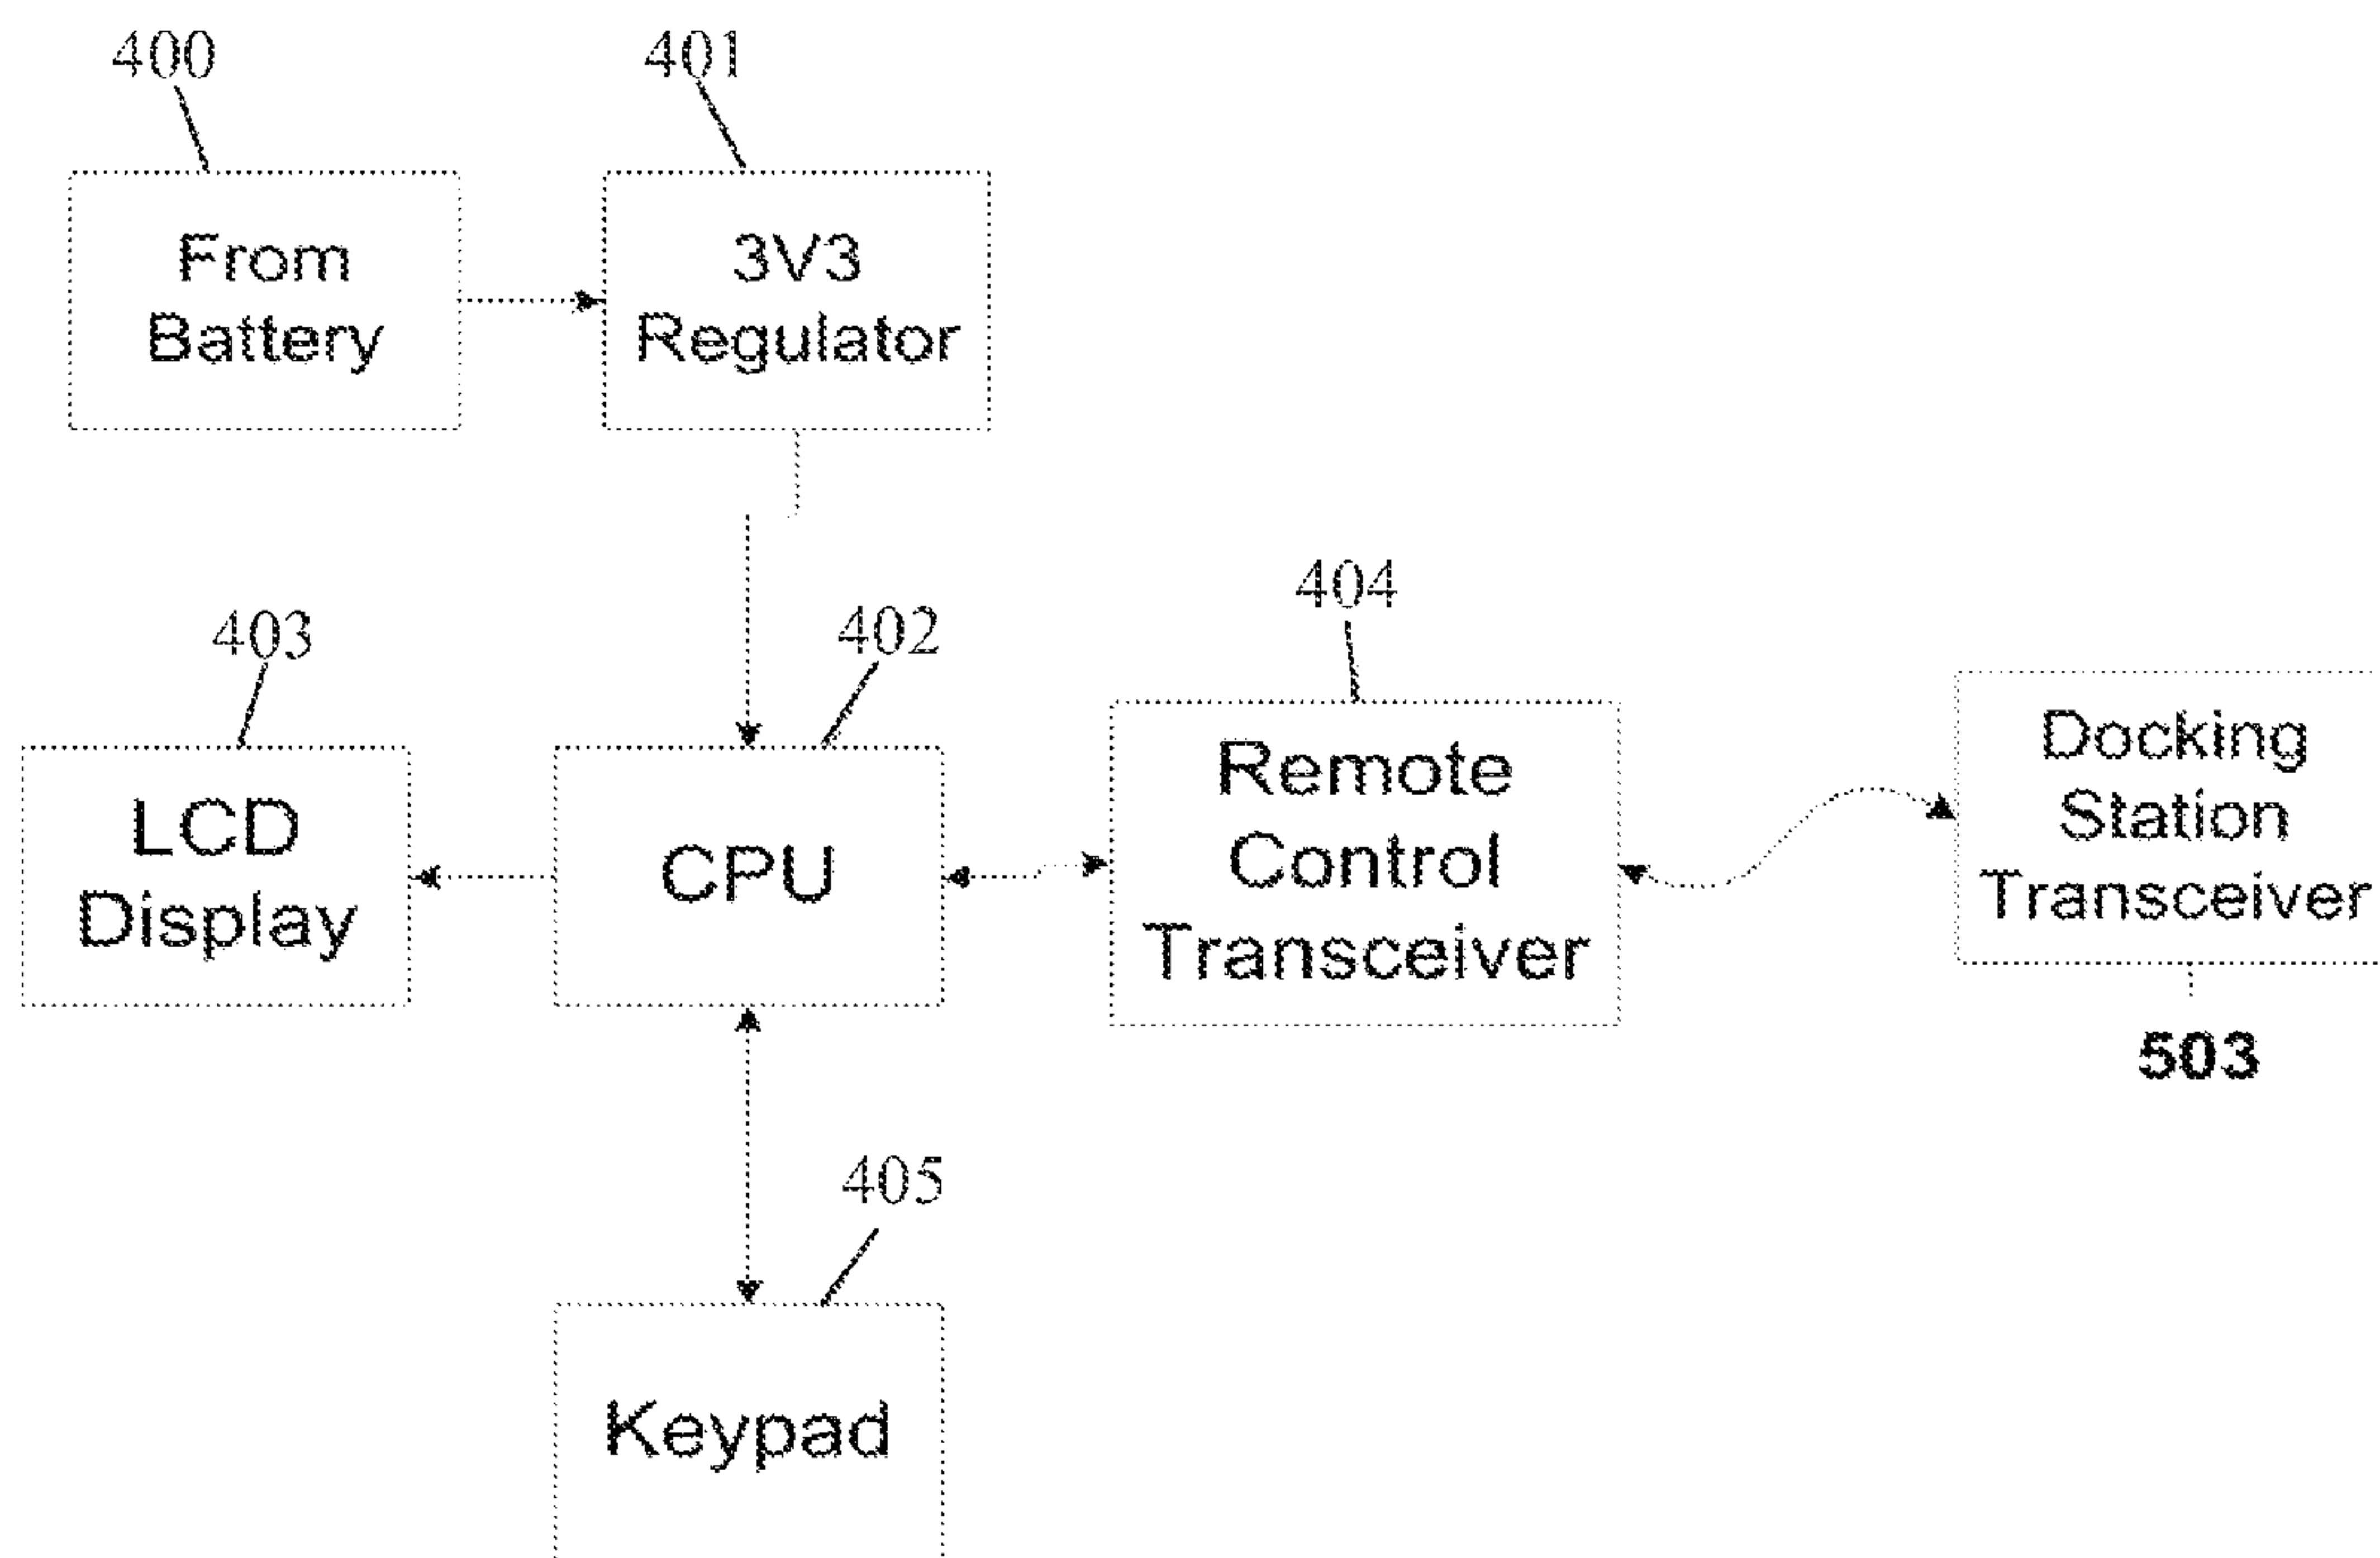 400
401
From
Battery
3V3
Regulator
403
402
404
LCD
Display
CPU
Remote
Control
Transceiver
Docking
Station
Transceiver
503
405
Keypad